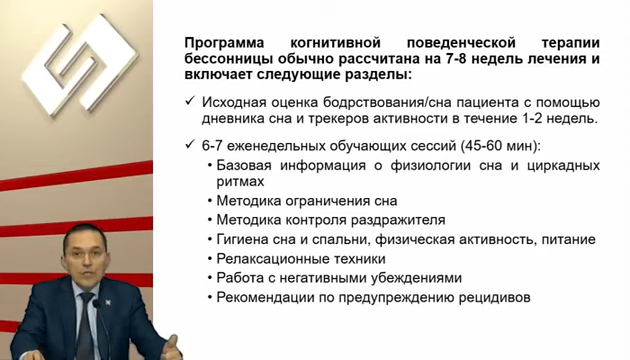 Программа когнитивной поведенческой терапии
бессонницы обычно рассчитана на 7-8 недель лечения и
включает следующие разделы:
✓ Исходная оценка бодрствования/сна пациента с помощью
дневника сна и трекеров активности в течение 1-2 недель.
✓ 6-7 еженедельных обучающих сессий (45-60 мин):
• Базовая информация о физиологии сна и циркадных
ритмах
• Методика ограничения сна
• Методика контроля раздражителя
• Гигиена сна и спальни, физическая активность, питание
• Релаксационные техники
• Работа с негативными убеждениями
• Рекомендации по предупреждению рецидивов